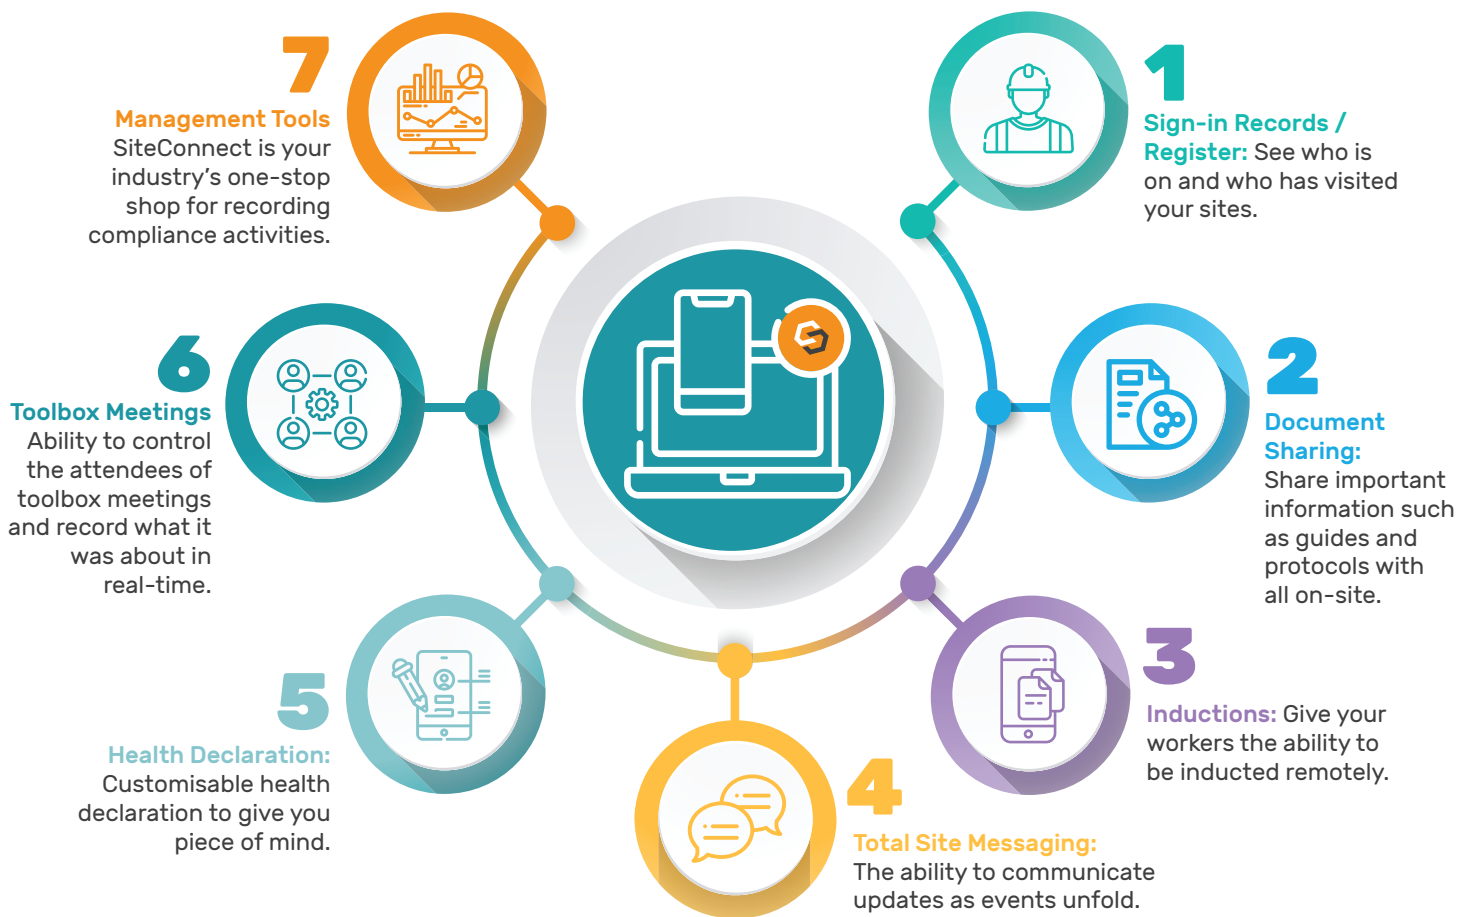 1
Sign-in Records /
Register: See who is
on and who has visited
your sites.
2
Document
Sharing:
Share important
information such
as guides and
protocols with
all on-site.
3
Inductions: Give your
workers the ability to
be inducted remotely.
4
Total Site Messaging:
The ability to communicate
updates as events unfold.
5
Health Declaration:
Customisable health
declaration to give you
piece of mind.
6
Toolbox Meetings
Ability to control
the attendees of
toolbox meetings
and record what it
was about in
real-time.
7
Management Tools
SiteConnect is your
industry's one-stop
shop for recording
compliance activities.